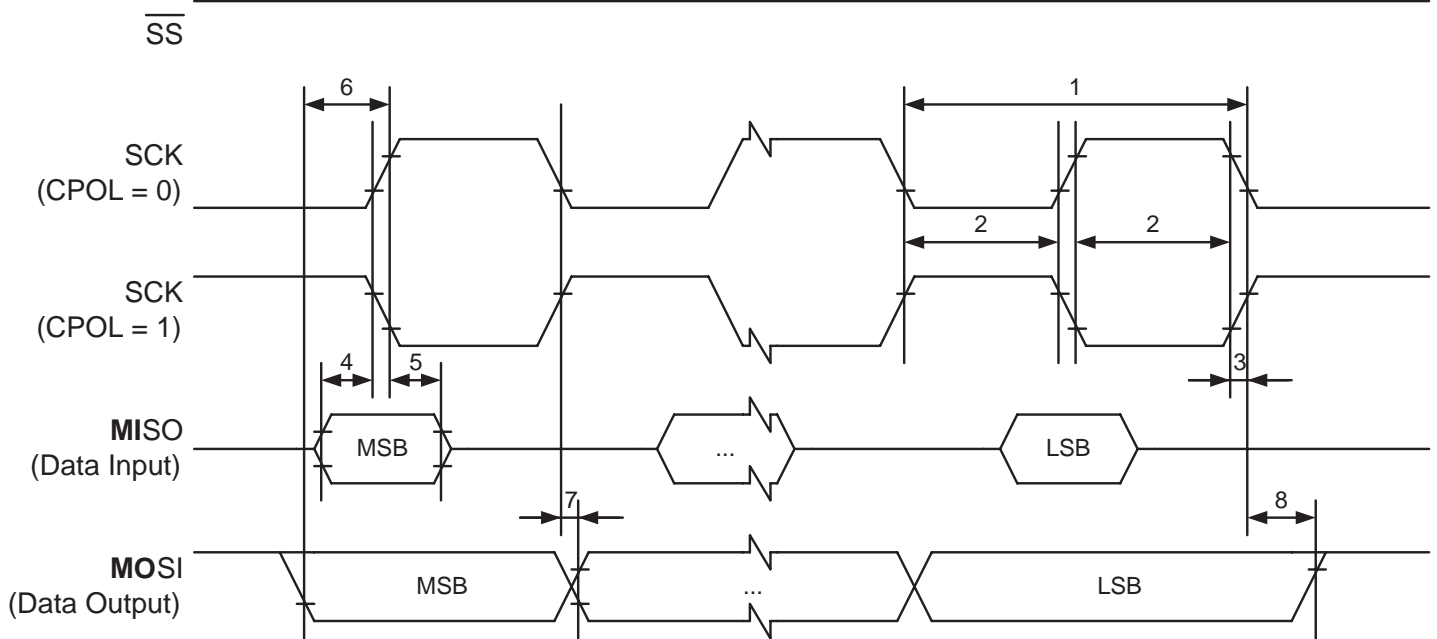 SS
6
1
SCK
(CPOL = 0)
2
2
SCK
(CPOL = 1)
4
5
3
MISO
(Data Input)
MSB
...
LSB
7
8
MOSI
(Data Output)
MSB
...
LSB